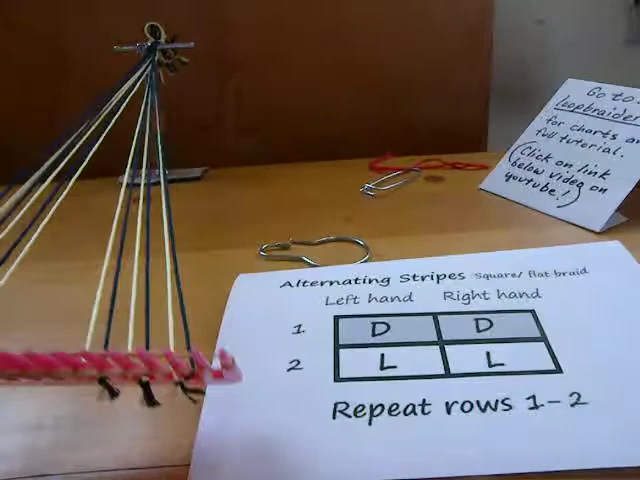 Go to
loopbraider
for charts an
full tutorial.
(Click on link
below video on
youtube!)
Alternating Stripes Square/ flat braid
Left hand Right hand
1 D D
2 L L
Repeat rows 1-2